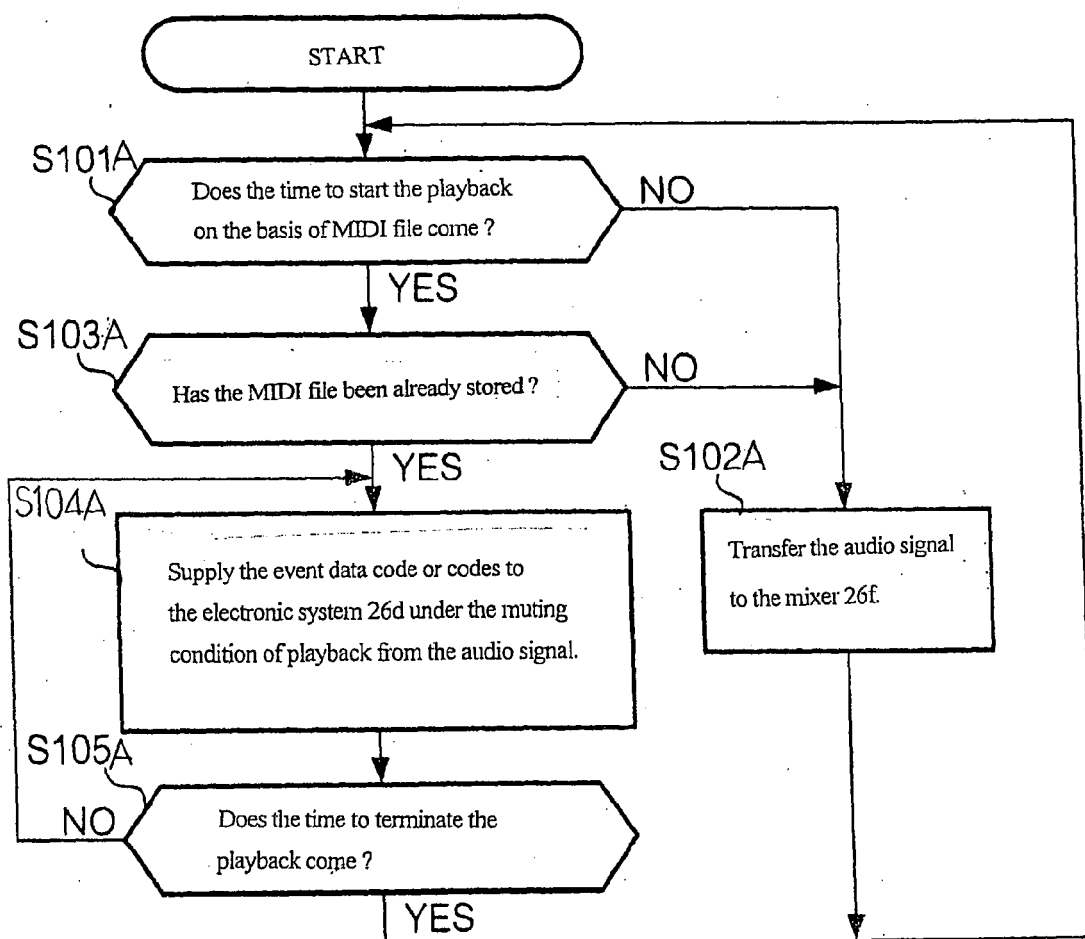 START
S101A
Does the time to start the playback
on the basis of MIDI file come ?
NO
YES
S103A
Has the MIDI file been already stored ?
NO
YES
S102A
Transfer the audio signal
to the mixer 26f.
S104A
Supply the event data code or codes to
the electronic system 26d under the muting
condition of playback from the audio signal.
S105A
Does the time to terminate the
playback come ?
NO
YES